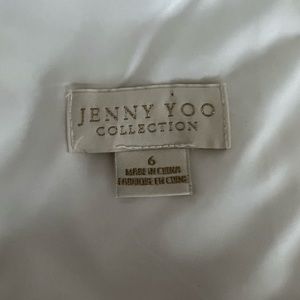 JENNY YOO
COLLECTION
6
MADE IN CHINA
FABRIQUE EN CHINE